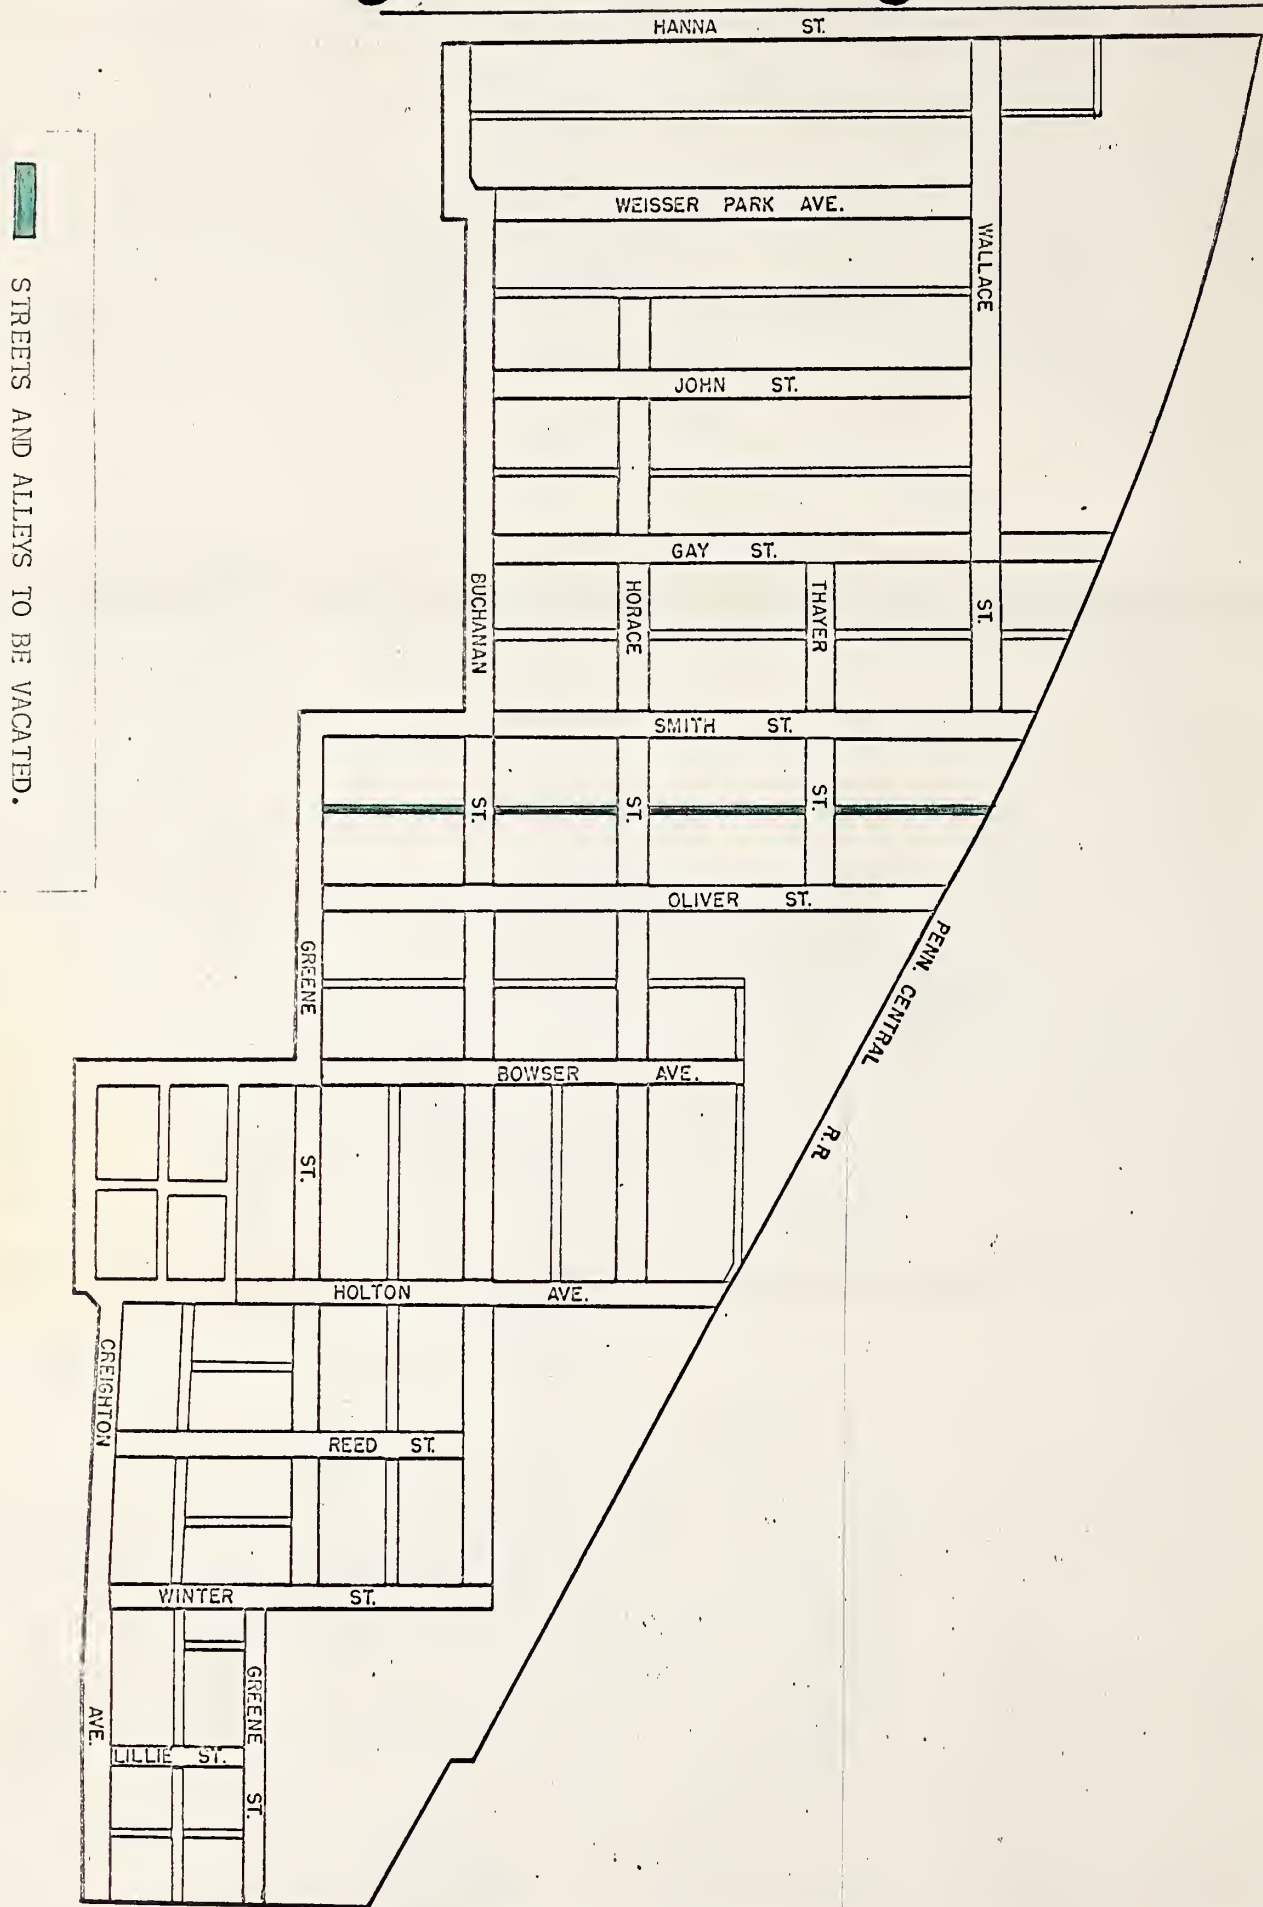 HANNA ST.
WEISSER PARK AVE.
WALLACE ST.
JOHN ST.
GAY ST.
BUCHANAN ST.
HORACE ST.
THAYER ST.
SMITH ST.
OLIVER ST.
PENN. CENTRAL R.R.
GREENE ST.
BOWSER AVE.
HOLTON AVE.
CREIGHTON AVE.
REED ST.
WINTER ST.
GREENE ST.
LILLIE ST.
STREETS AND ALLEYS TO BE VACATED.